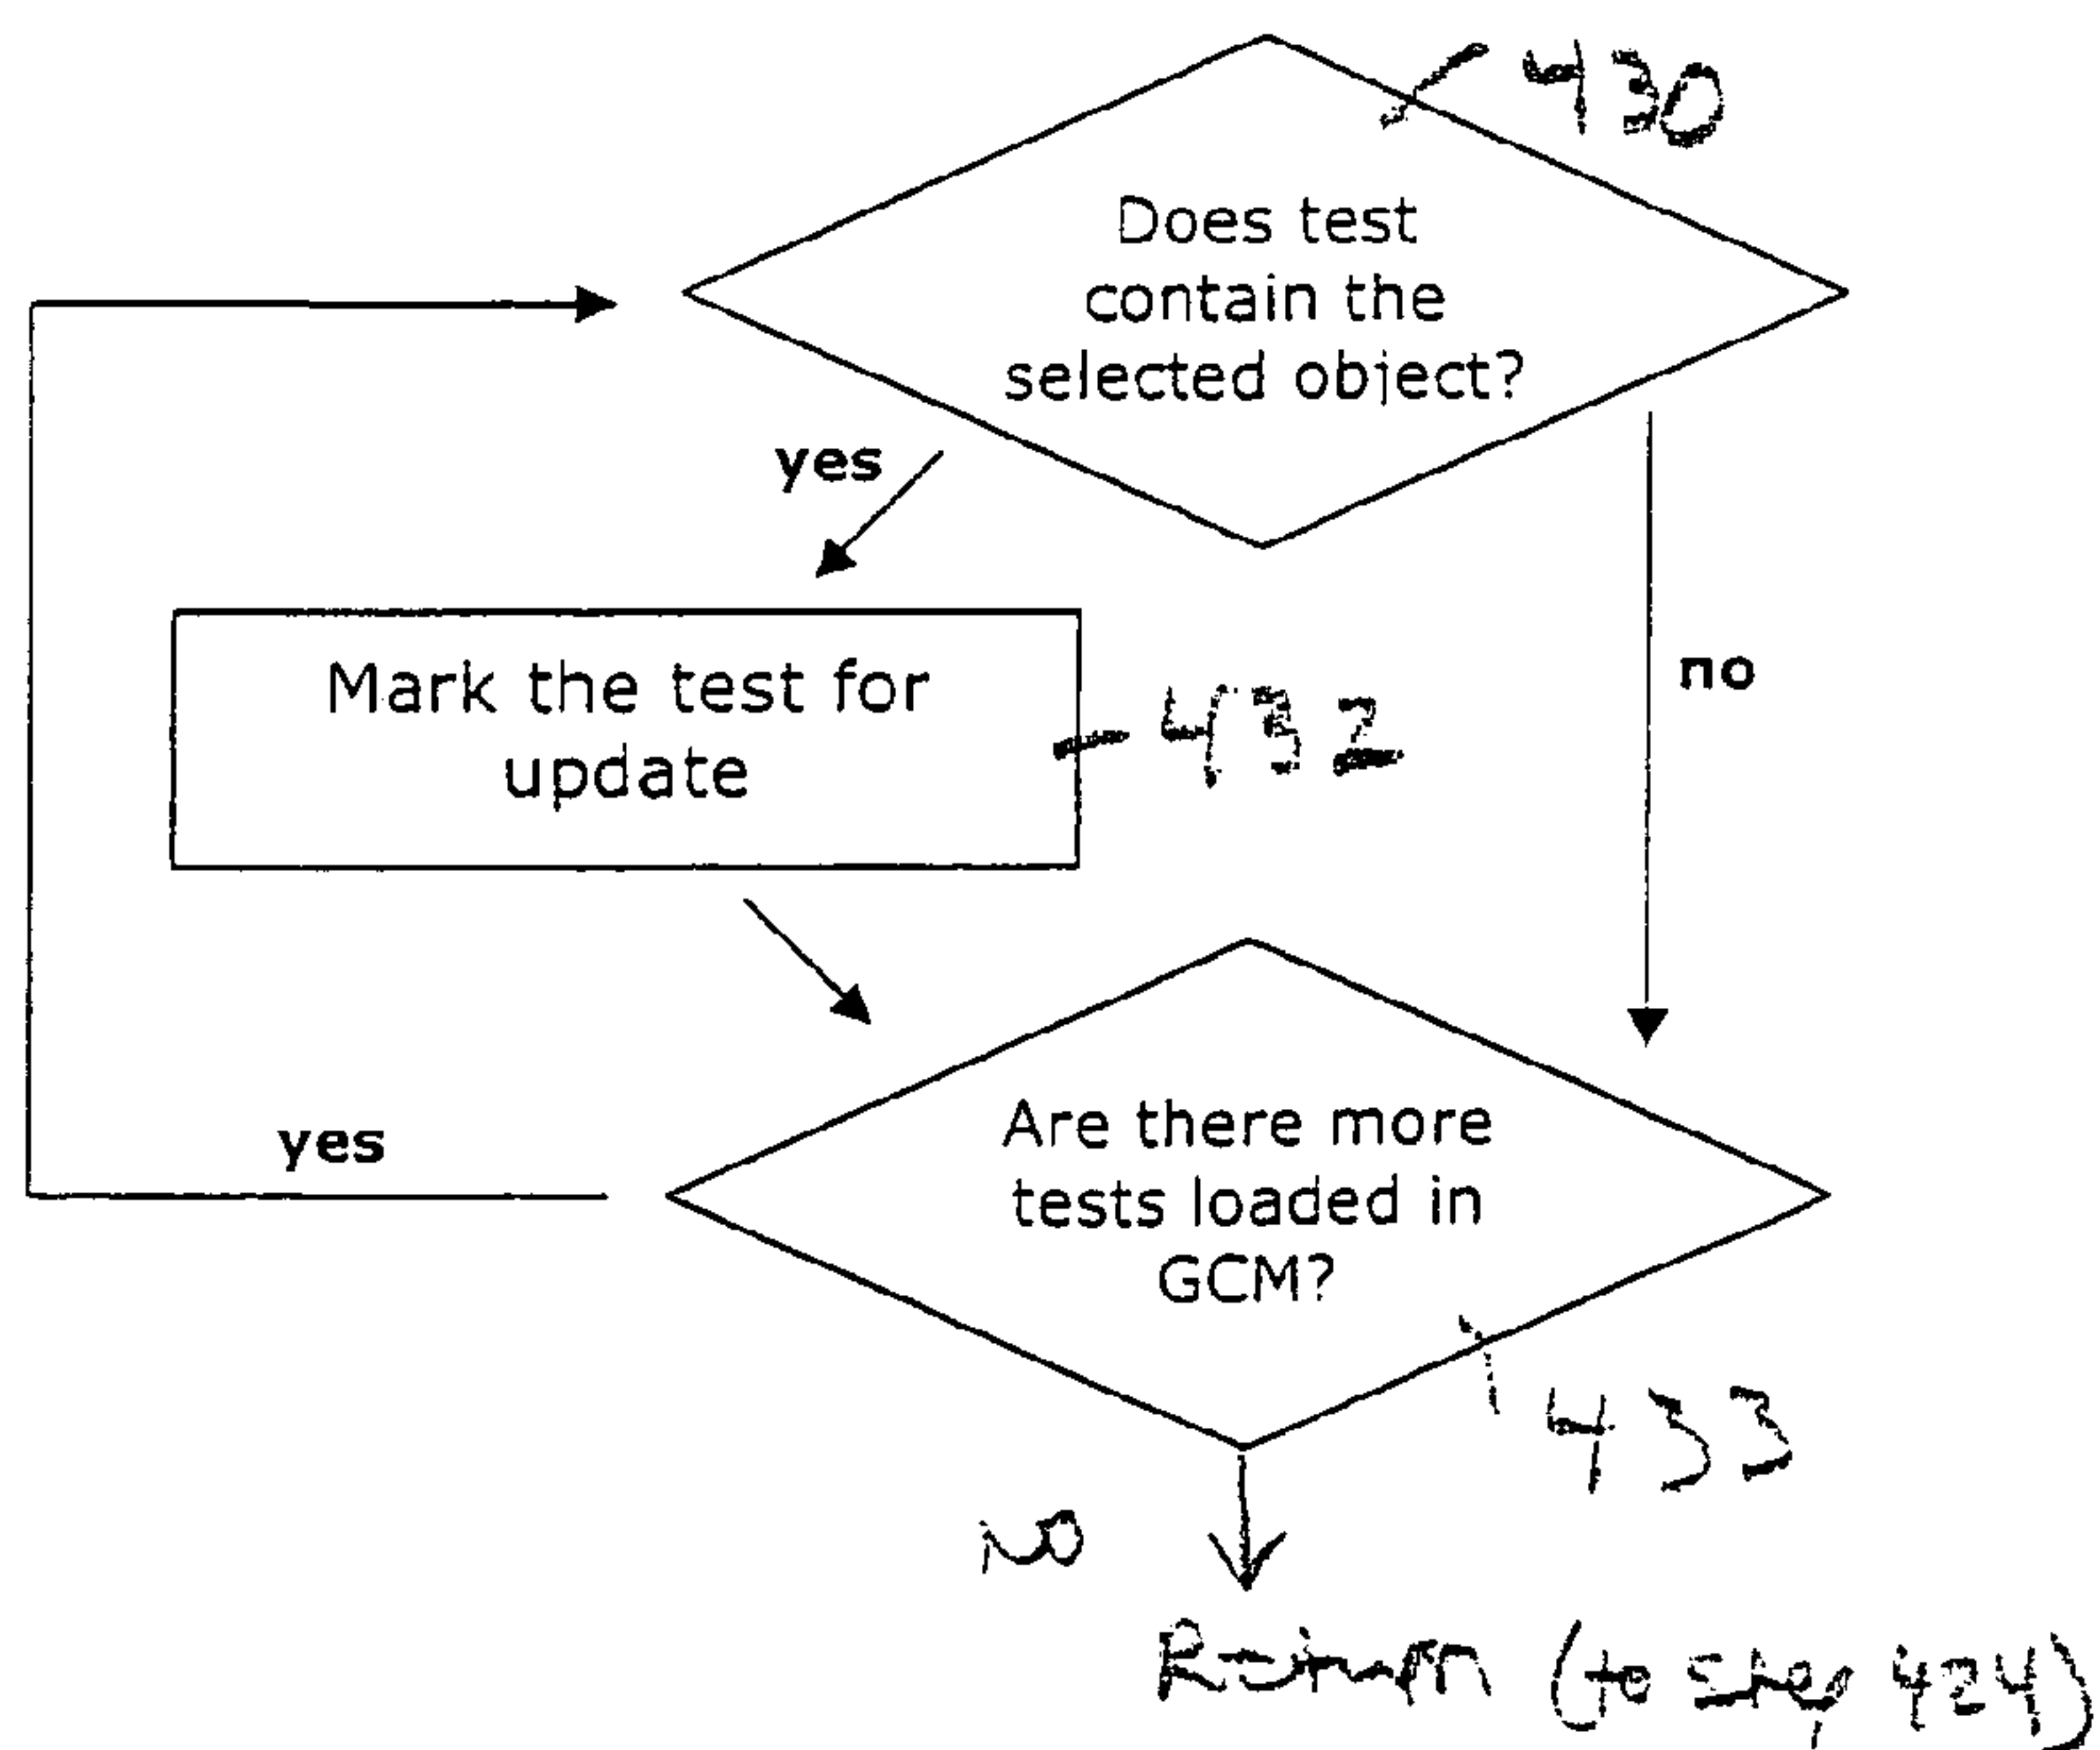 430
Does test
contain the
selected object?
yes
no
Mark the test for
update
432
Are there more
tests loaded in
GCM?
yes
433
NO
Return (to step 424)